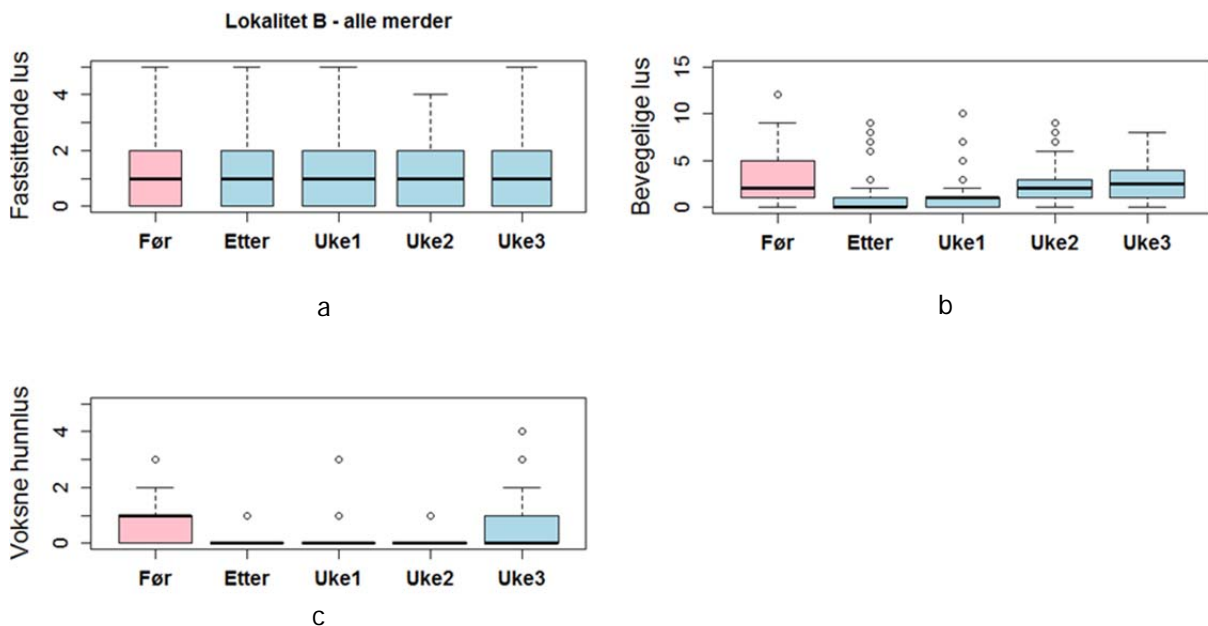 Lokalitet B - alle merder
Fastsittende lus
4
2
0
Før Etter Uke1 Uke2 Uke3
a
Bevegelige lus
15
10
5
0
Før Etter Uke1 Uke2 Uke3
b
Voksne hunnlus
4
2
0
Før Etter Uke1 Uke2 Uke3
c